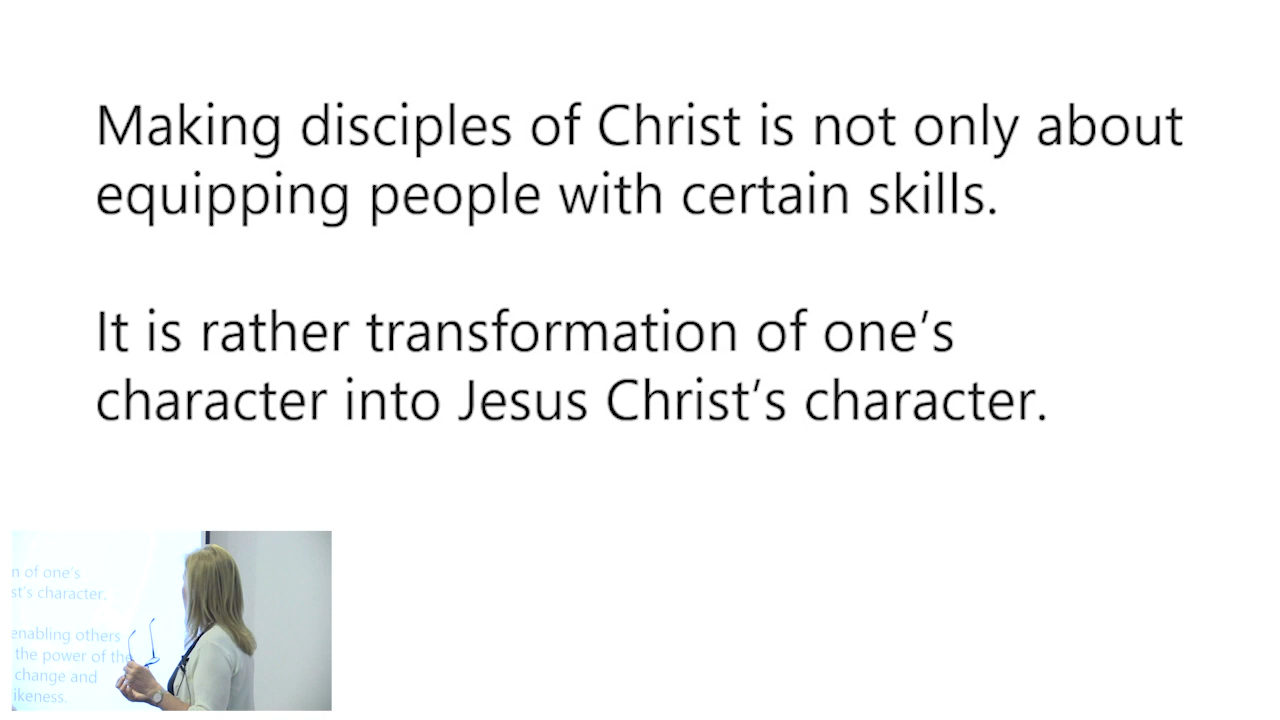 Making disciples of Christ is not only about
equipping people with certain skills.
It is rather transformation of one's
character into Jesus Christ's character.
n of one's
st's character.
enabling others
the power of the
change and
ikeness.